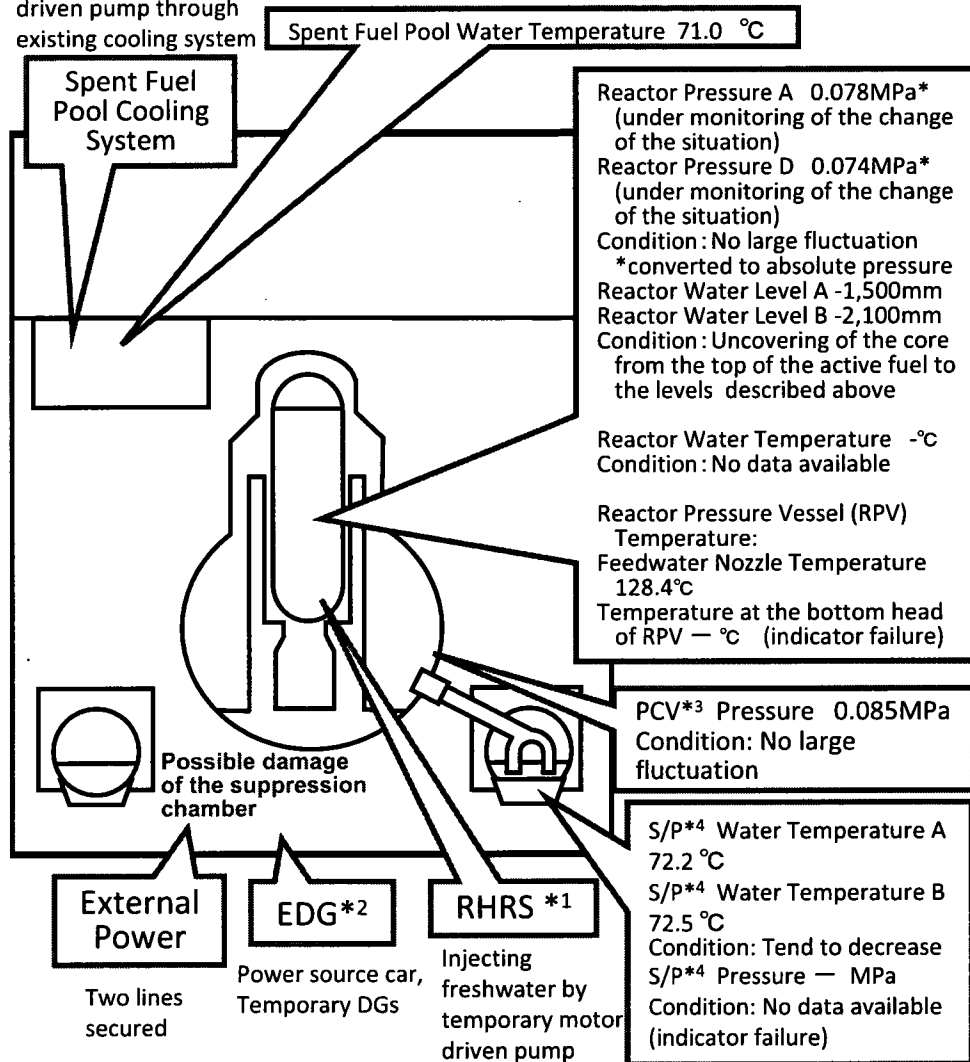 driven pump through
existing cooling system
Spent Fuel Pool Water Temperature 71.0 °C
Spent Fuel
Pool Cooling
System
Reactor Pressure A 0.078MPa*
(under monitoring of the change
of the situation)
Reactor Pressure D 0.074MPa*
(under monitoring of the change
of the situation)
Condition : No large fluctuation
*converted to absolute pressure
Reactor Water Level A -1,500mm
Reactor Water Level B -2,100mm
Condition : Uncovering of the core
from the top of the active fuel to
the levels described above
Reactor Water Temperature -℃
Condition : No data available
Reactor Pressure Vessel (RPV)
Temperature:
Feedwater Nozzle Temperature
128.4℃
Temperature at the bottom head
of RPV — ℃ (indicator failure)
PCV*3 Pressure 0.085MPa
Condition: No large
fluctuation
Possible damage
of the suppression
chamber
S/P*4 Water Temperature A
72.2 ℃
S/P*4 Water Temperature B
72.5 ℃
Condition: Tend to decrease
S/P*4 Pressure — MPa
Condition: No data available
(indicator failure)
External
Power
Two lines
secured
EDG*2
Power source car,
Temporary DGs
RHRS *1
Injecting
freshwater by
temporary motor
driven pump